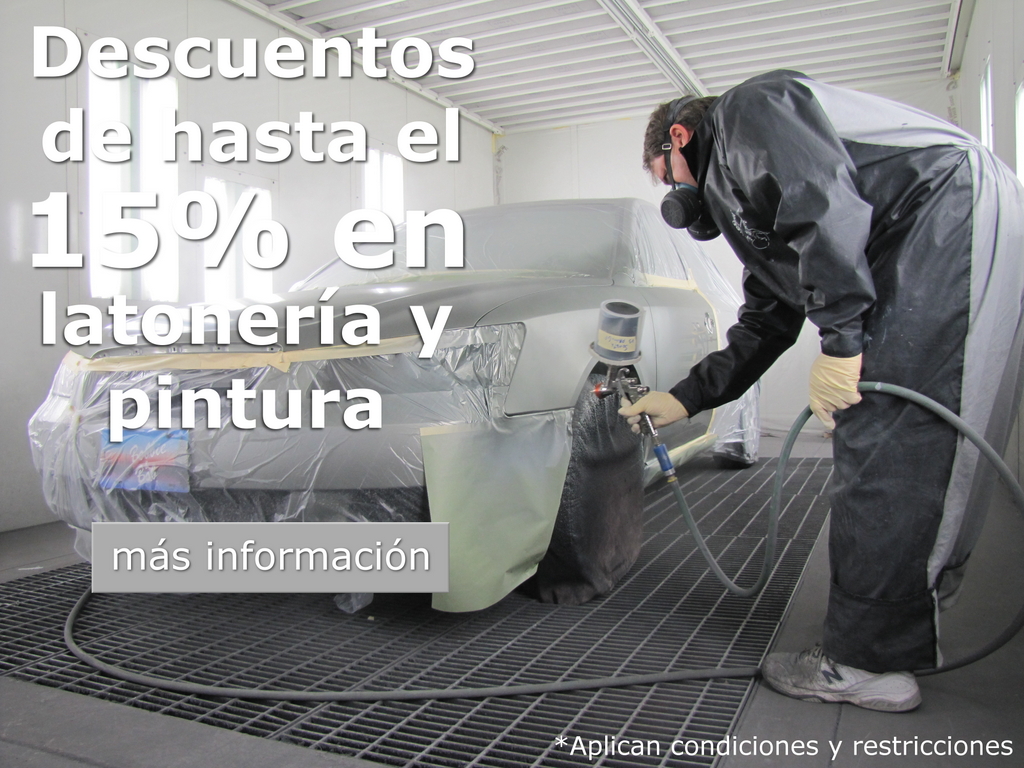 Descuentos
de hasta el
15% en
latonería y
pintura
más información
*Aplican condiciones y restricciones